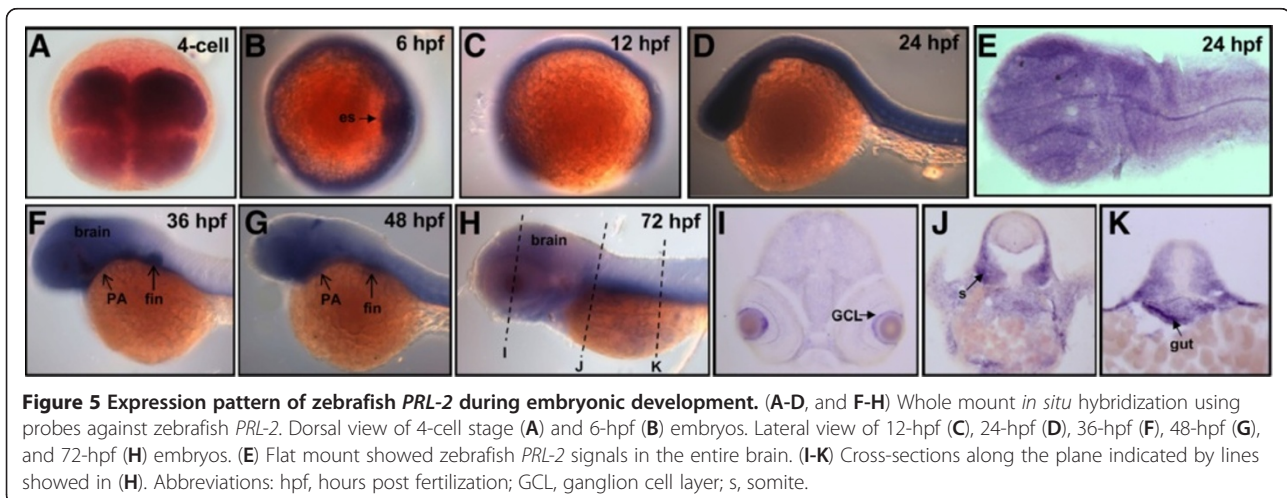 A
4-cell
B
6 hpf
es
C
12 hpf
D
24 hpf
E
24 hpf
F
36 hpf
brain
PA
fin
G
48 hpf
PA
fin
H
72 hpf
brain
I
J
K
I
GCL
J
s
K
gut
Figure 5 Expression pattern of zebrafish PRL-2 during embryonic development. (A-D, and F-H) Whole mount in situ hybridization using
probes against zebrafish PRL-2. Dorsal view of 4-cell stage (A) and 6-hpf (B) embryos. Lateral view of 12-hpf (C), 24-hpf (D), 36-hpf (F), 48-hpf (G),
and 72-hpf (H) embryos. (E) Flat mount showed zebrafish PRL-2 signals in the entire brain. (I-K) Cross-sections along the plane indicated by lines
showed in (H). Abbreviations: hpf, hours post fertilization; GCL, ganglion cell layer; s, somite.